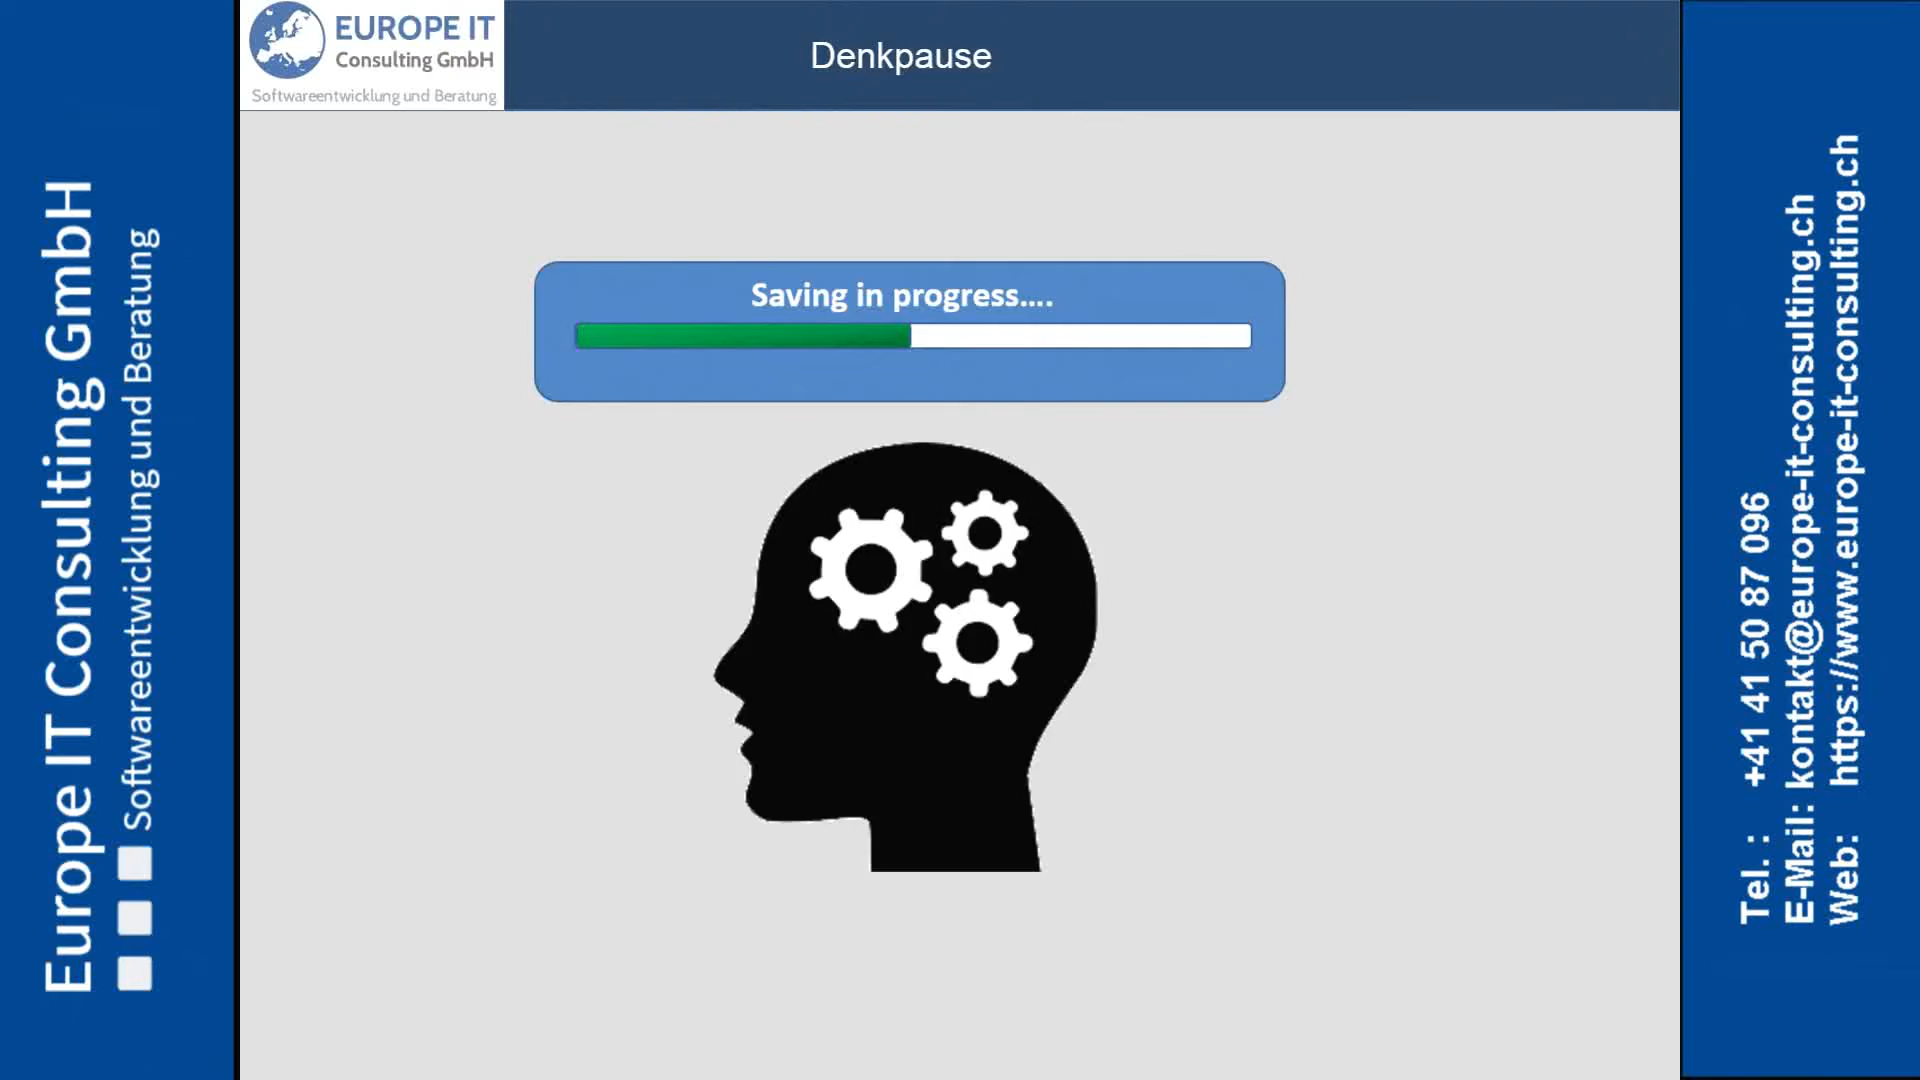 EUROPE IT
Consulting GmbH
Softwareentwicklung und Beratung
Denkpause
Saving in progress....
Europe IT Consulting GmbH
Softwareentwicklung und Beratung
Tel. : +41 41 50 87 096
E-Mail: kontakt@europe-it-consulting.ch
Web: https://www.europe-it-consulting.ch